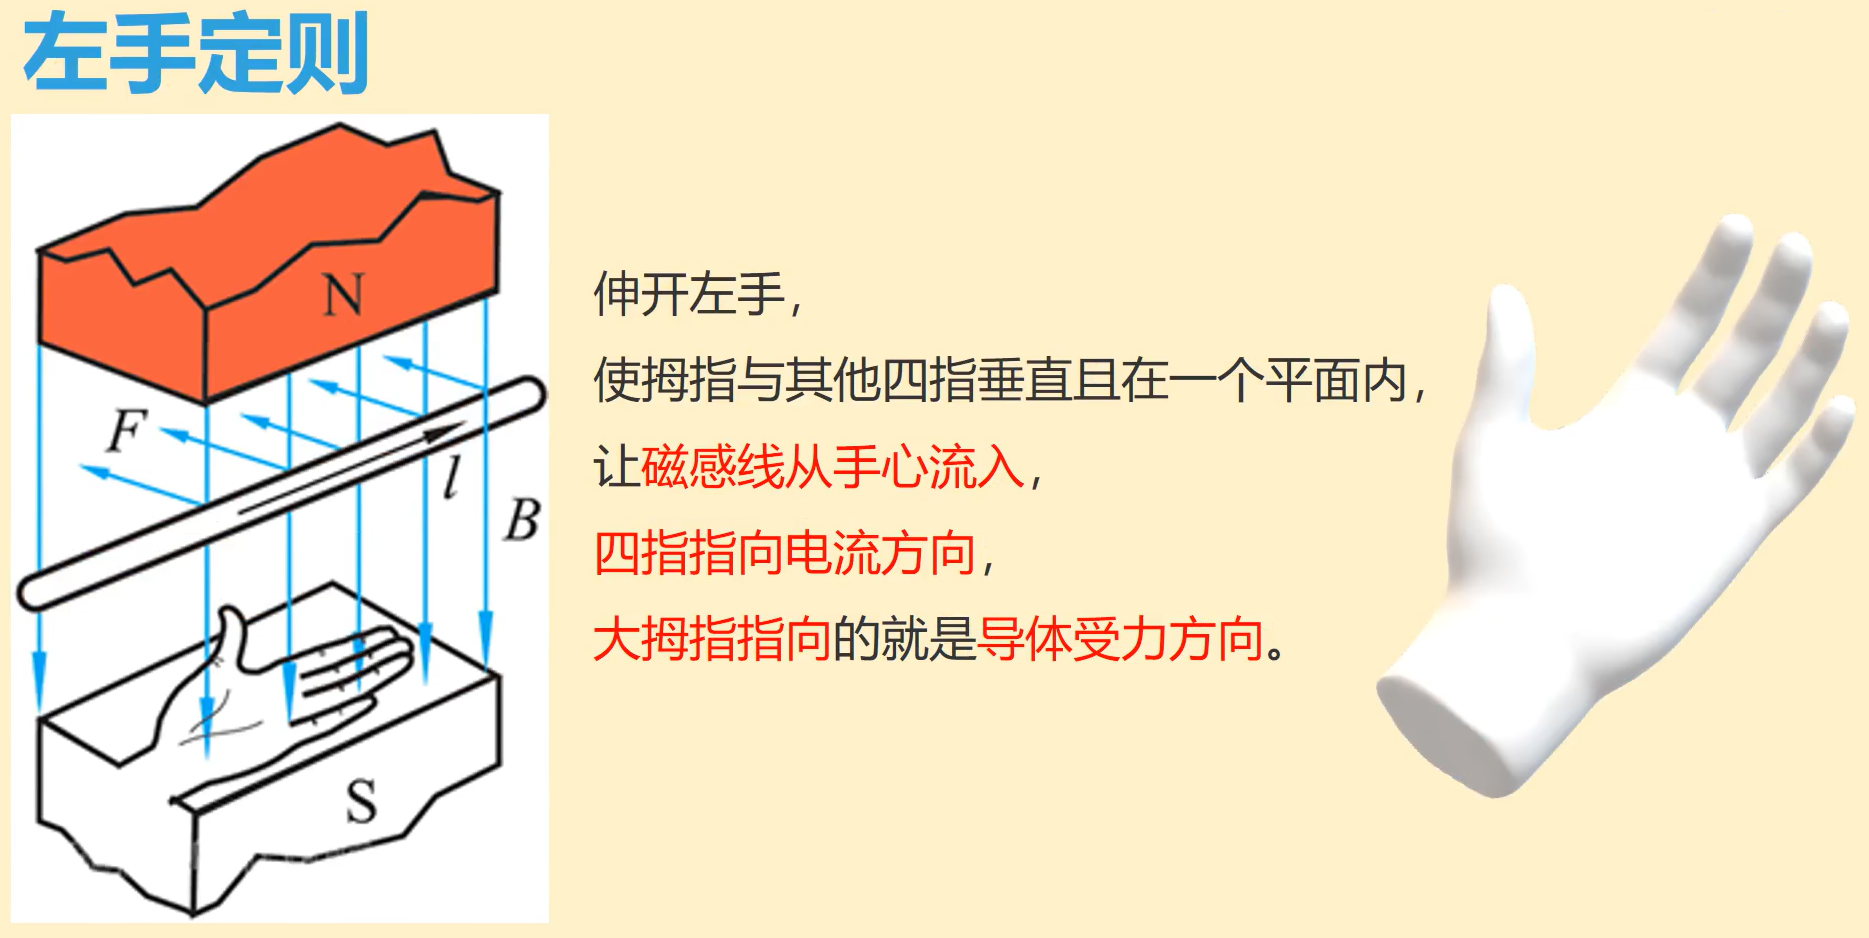 左手定则
N
F
l
B
S
伸开左手，
使拇指与其他四指垂直且在一个平面内，
让磁感线从手心流入，
四指指向电流方向，
大拇指指向的就是导体受力方向。